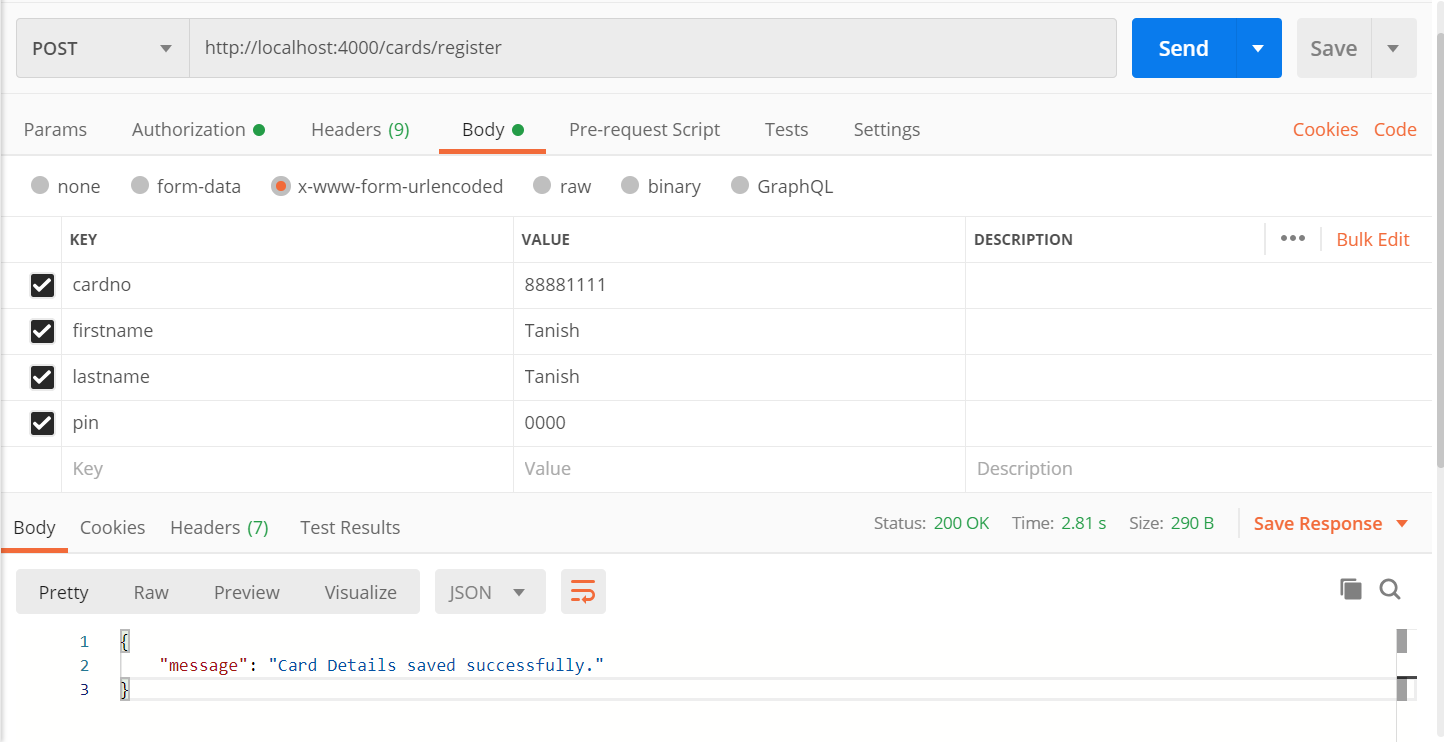 POST http://localhost:4000/cards/register Send Save
Params Authorization Headers (9) Body Pre-request Script Tests Settings Cookies Code
none form-data x-www-form-urlencoded raw binary GraphQL
KEY VALUE DESCRIPTION ••• Bulk Edit
cardno 88881111
firstname Tanish
lastname Tanish
pin 0000
Key Value Description
Body Cookies Headers (7) Test Results Status: 200 OK Time: 2.81 s Size: 290 B Save Response
Pretty Raw Preview Visualize JSON
1 {
2 "message": "Card Details saved successfully."
3 }